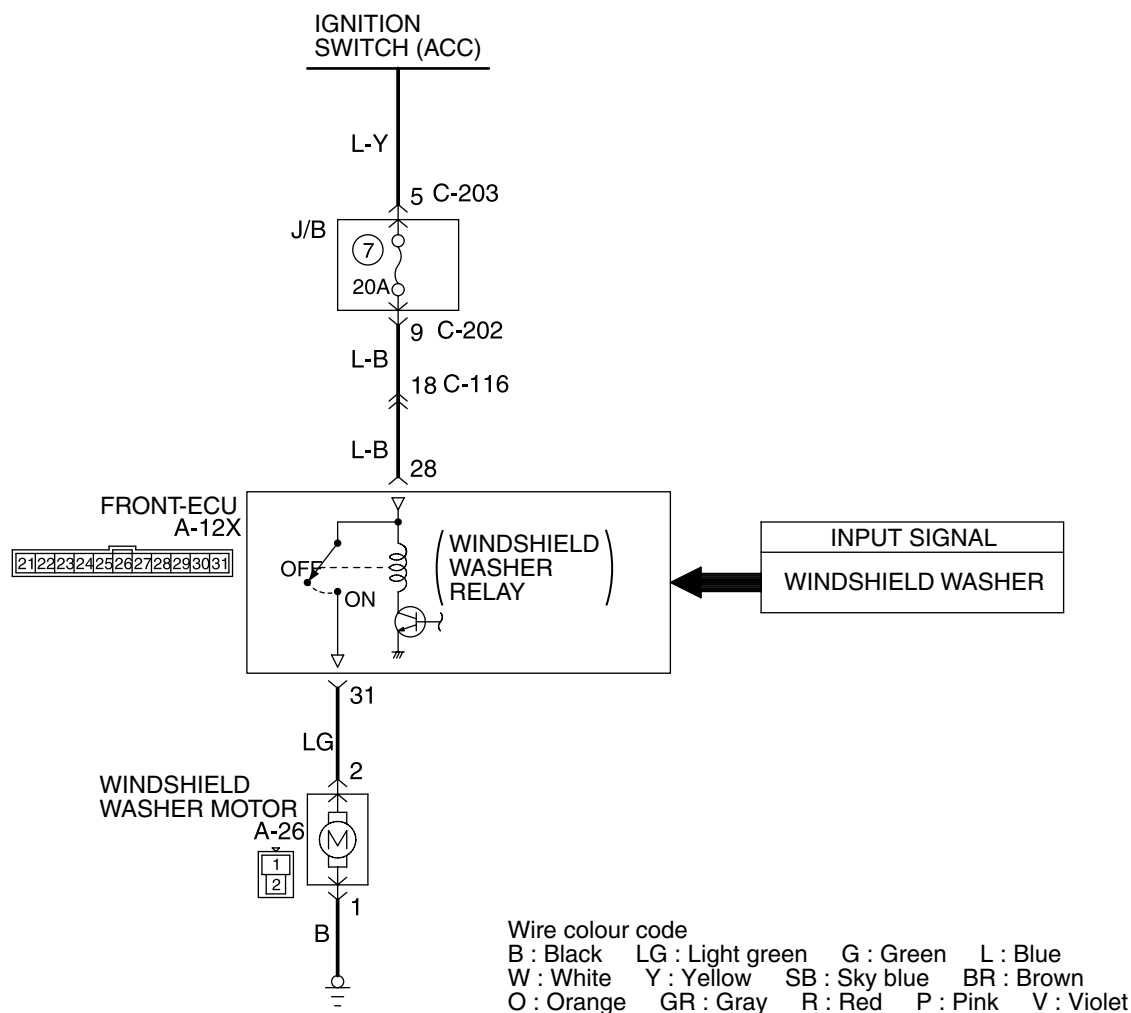 IGNITION
SWITCH (ACC)
L-Y
5 C-203
J/B
7
20A
9 C-202
L-B
18 C-116
L-B
28
FRONT-ECU
A-12X
21 22 23 24 25 26 27 28 29 30 31
OFF
ON
WINDSHIELD
WASHER
RELAY
INPUT SIGNAL
WINDSHIELD WASHER
31
LG
2
WINDSHIELD
WASHER MOTOR
A-26
M
1
2
1
B
Wire colour code
B : Black LG : Light green G : Green L : Blue
W : White Y : Yellow SB : Sky blue BR : Brown
O : Orange GR : Gray R : Red P : Pink V : Violet